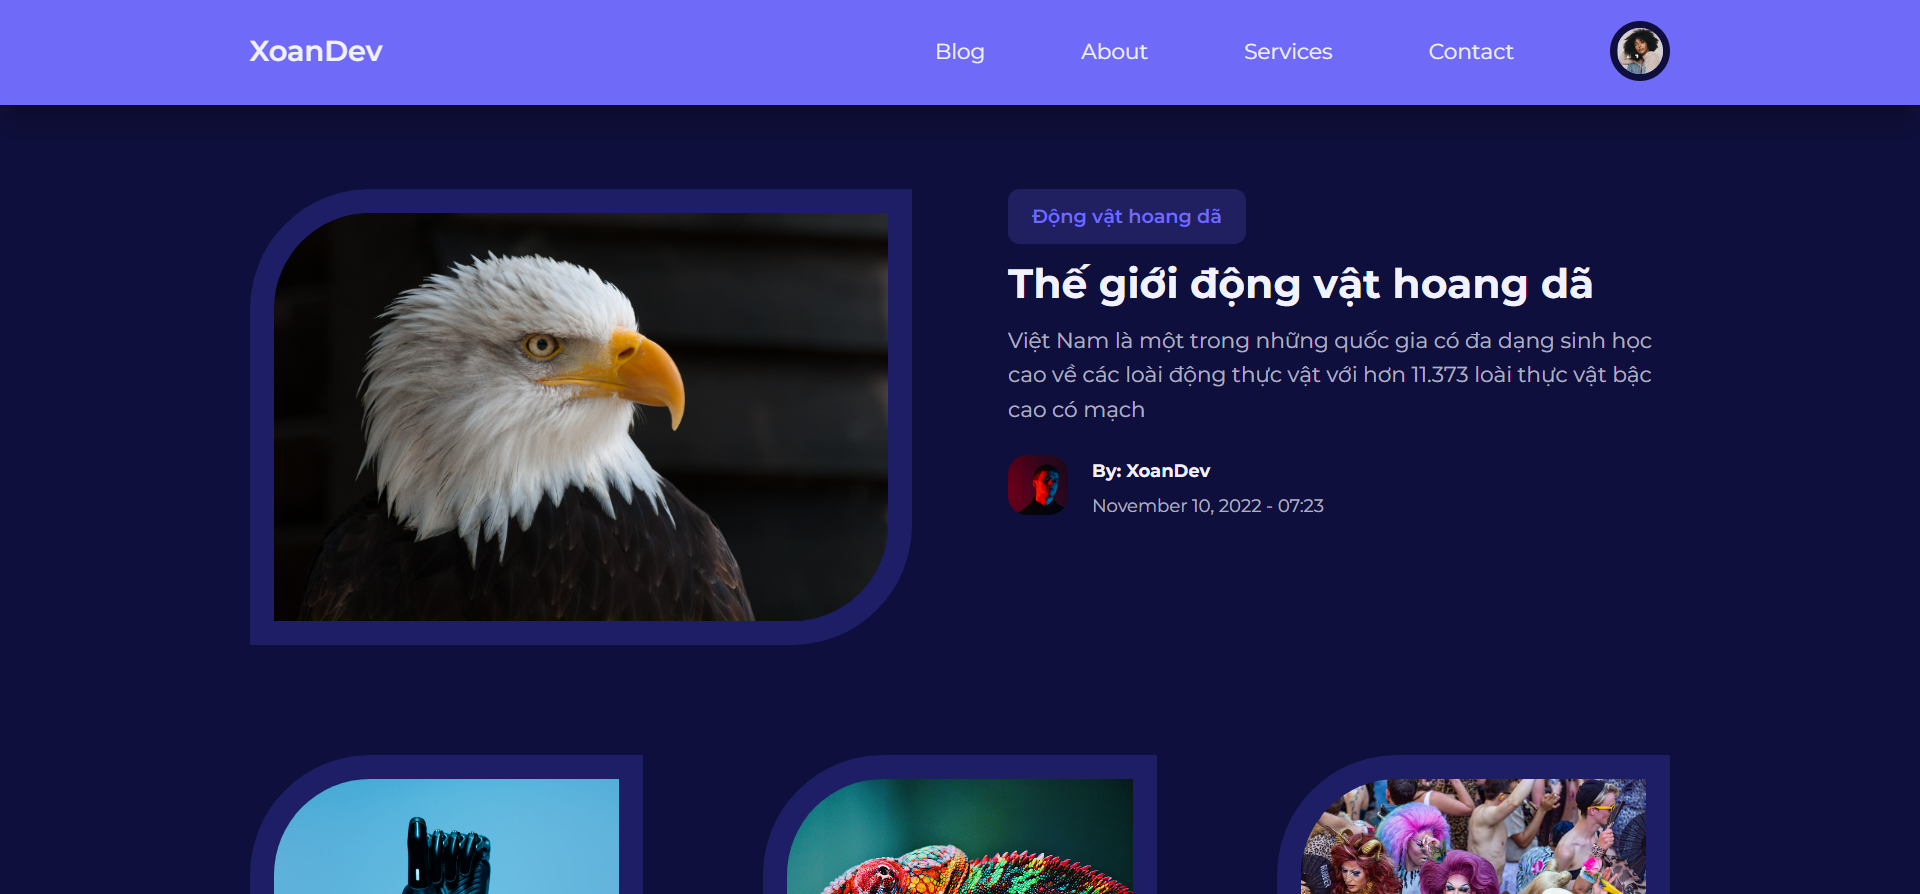 XoanDev
Blog
About
Services
Contact
Động vật hoang dã
Thế giới động vật hoang dã
Việt Nam là một trong những quốc gia có đa dạng sinh học
cao về các loài động thực vật với hơn 11.373 loài thực vật bậc
cao có mạch
By: XoanDev
November 10, 2022 - 07:23